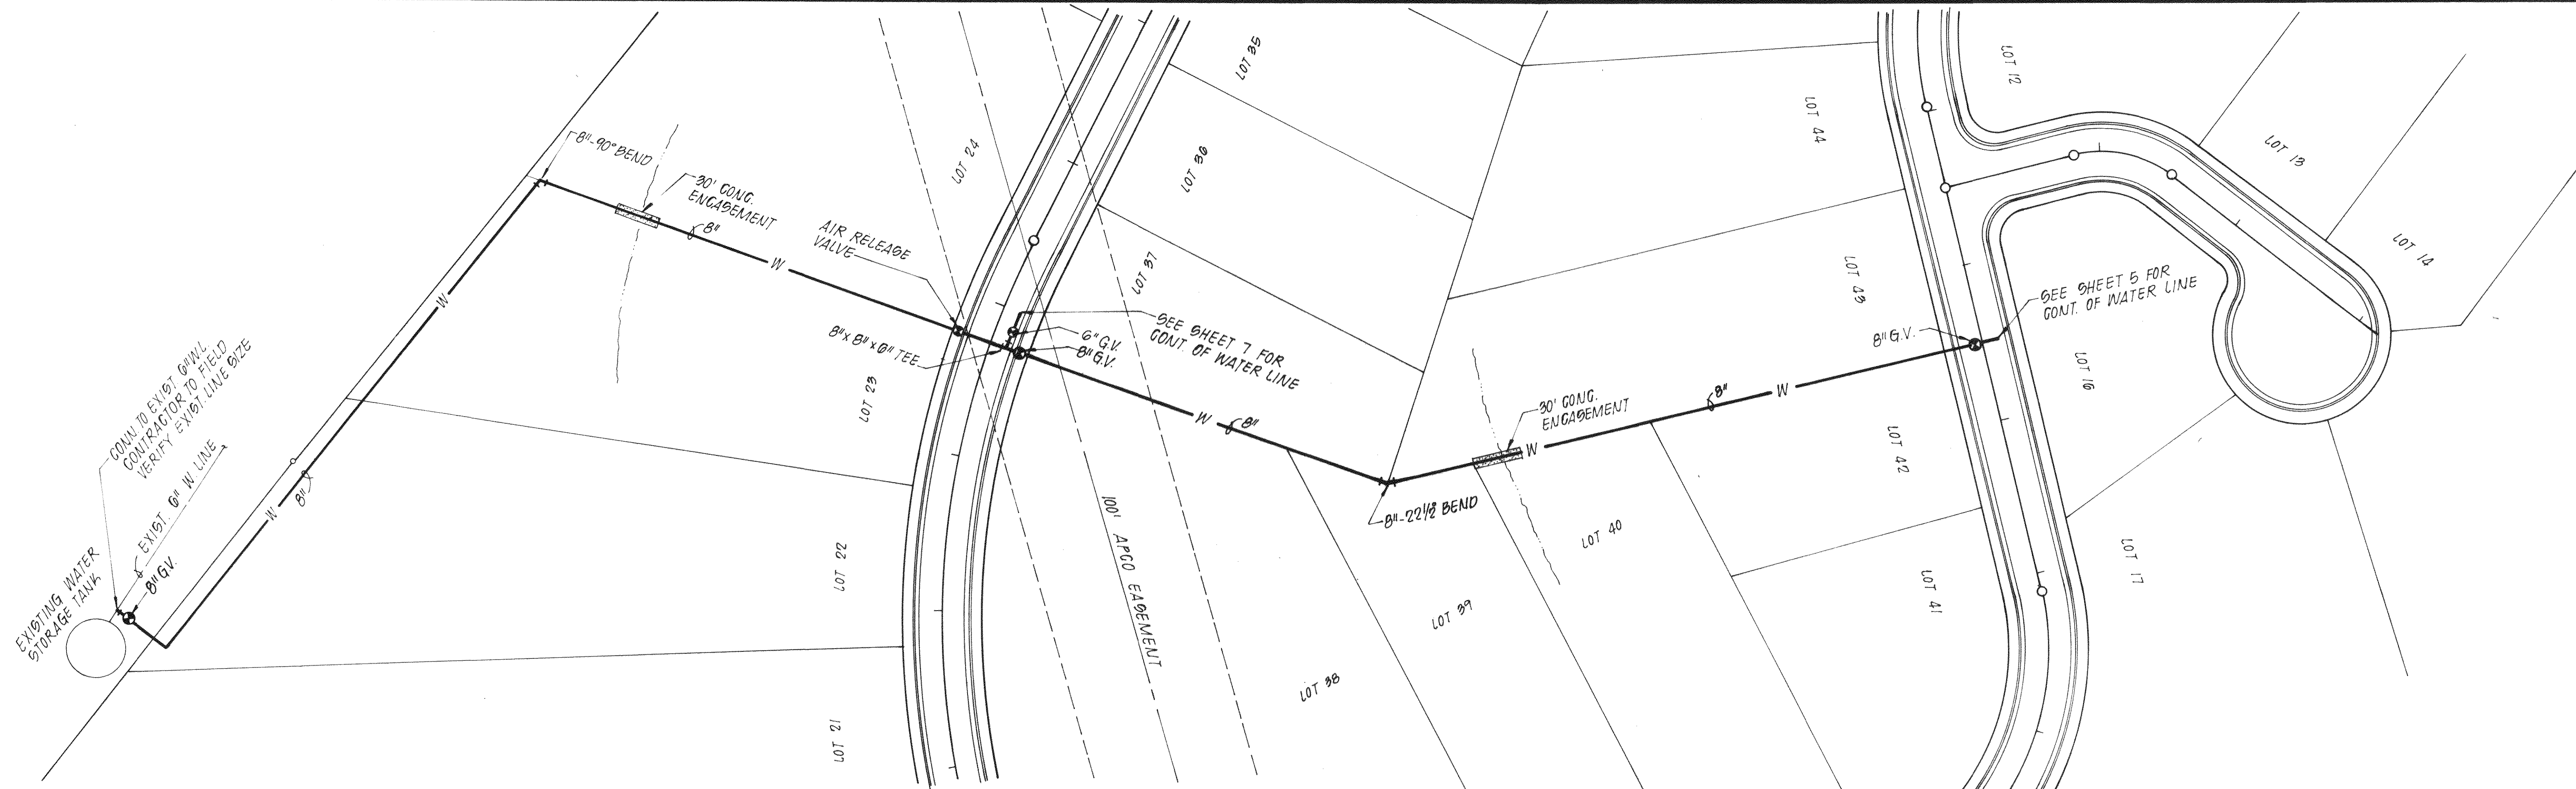 EXISTING WATER
STORAGE TANK
8" G.V.
EXIST. 6" W. LINE
CONN. TO EXIST. 6" W/L
CONTRACTOR TO FIELD
VERIFY EXIST. LINE SIZE
8"
W
W
8"-90° BEND
30' CONC.
ENCASEMENT
8"
W
AIR RELEASE
VALVE
8" x 8" x 6" TEE
LOT 24
LOT 23
LOT 22
LOT 21
6" G.V.
8" G.V.
SEE SHEET 7 FOR
CONT. OF WATER LINE
LOT 35
LOT 36
LOT 37
100' APCO EASEMENT
W
8"
LOT 38
8"-22½° BEND
30' CONC.
ENCASEMENT
W
8"
W
LOT 39
LOT 40
LOT 41
LOT 42
LOT 43
LOT 44
8" G.V.
SEE SHEET 5 FOR
CONT. OF WATER LINE
LOT 12
LOT 13
LOT 14
LOT 16
LOT 17